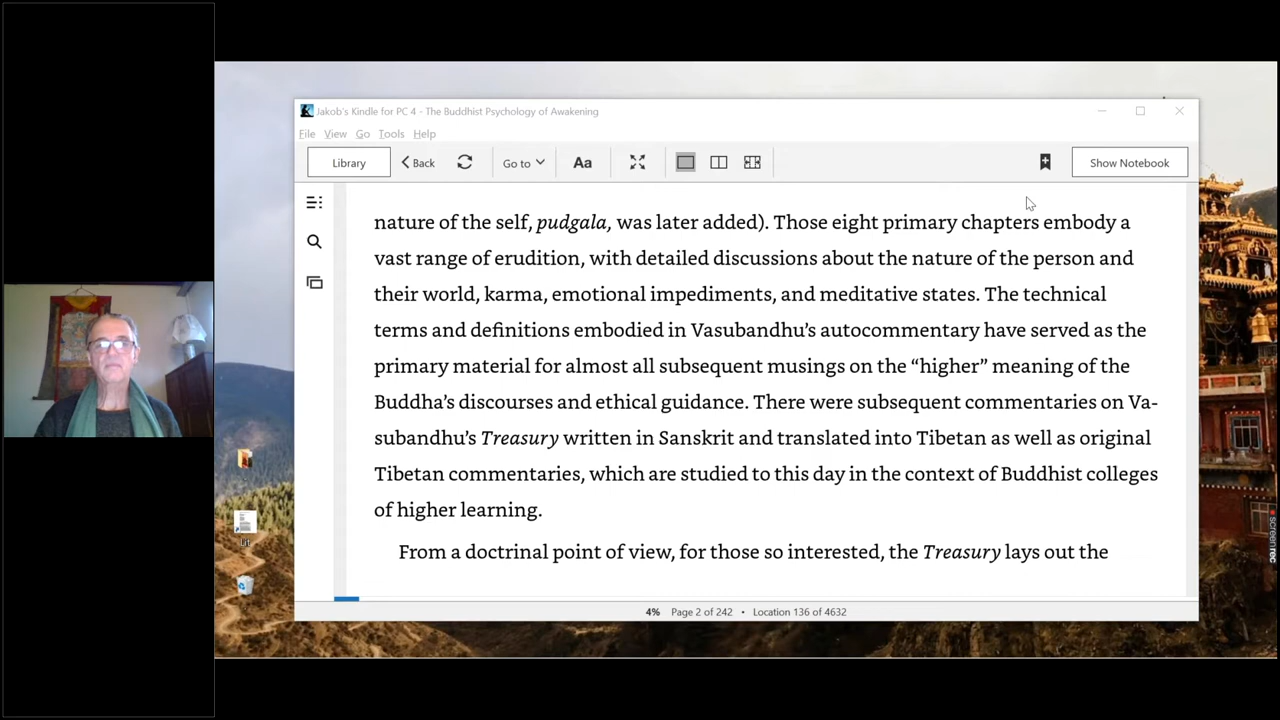 Jakob's Kindle for PC 4 - The Buddhist Psychology of Awakening
File View Go Tools Help
Library Back Go to Aa Show Notebook
nature of the self, pudgala, was later added). Those eight primary chapters embody a
vast range of erudition, with detailed discussions about the nature of the person and
their world, karma, emotional impediments, and meditative states. The technical
terms and definitions embodied in Vasubandhu’s autocommentary have served as the
primary material for almost all subsequent musings on the “higher” meaning of the
Buddha’s discourses and ethical guidance. There were subsequent commentaries on Va-
subandhu’s Treasury written in Sanskrit and translated into Tibetan as well as original
Tibetan commentaries, which are studied to this day in the context of Buddhist colleges
of higher learning.
From a doctrinal point of view, for those so interested, the Treasury lays out the
4% Page 2 of 242 • Location 136 of 4632
Lit
screenrec